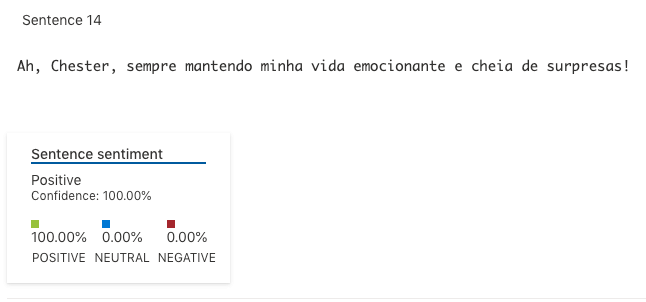 Sentence 14
Ah, Chester, sempre mantendo minha vida emocionante e cheia de surpresas!
Sentence sentiment
Positive
Confidence: 100.00%
100.00% 0.00% 0.00%
POSITIVE NEUTRAL NEGATIVE